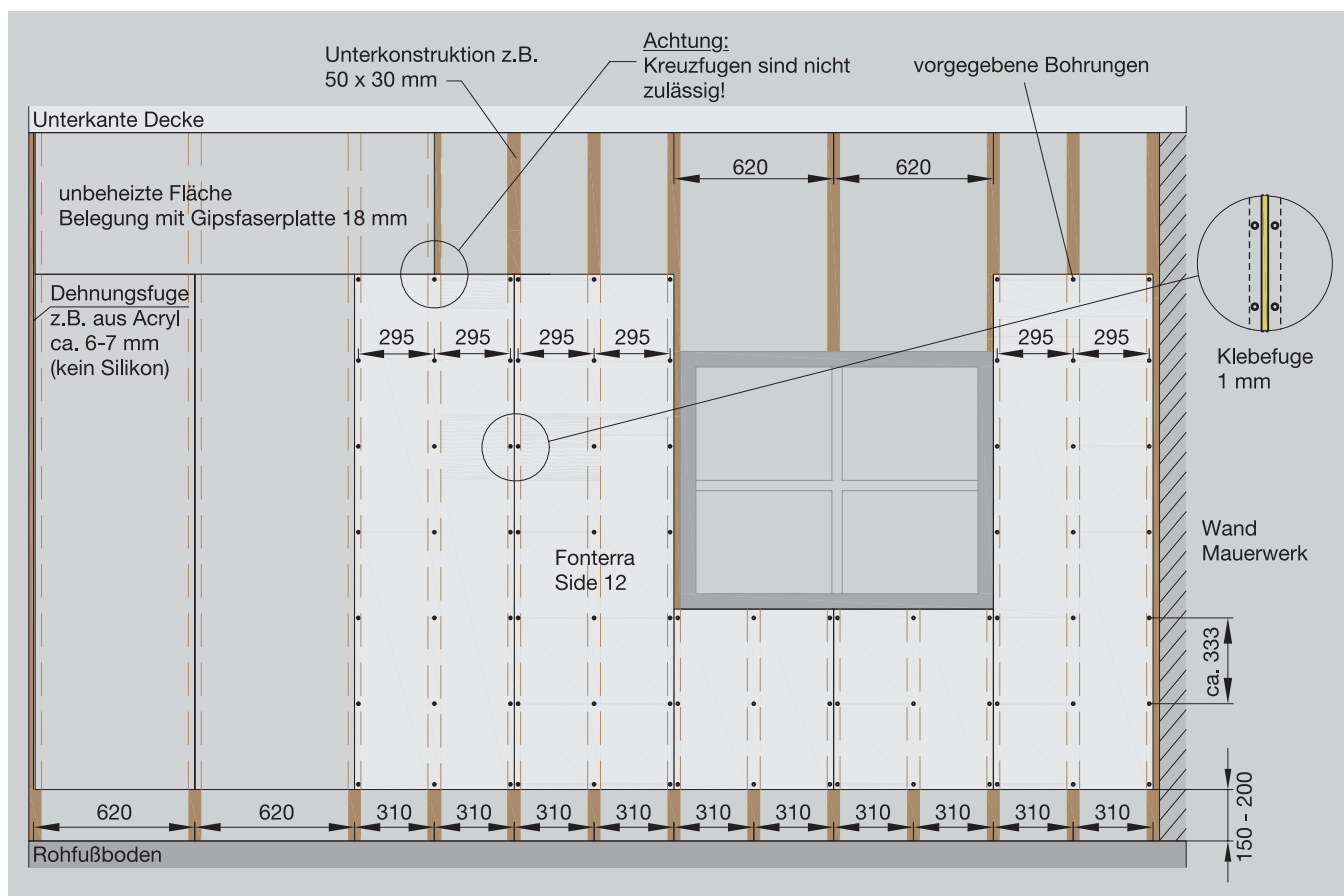 Unterkonstruktion z.B.
50 x 30 mm
Achtung:
Kreuzfugen sind nicht
zulässig!
vorgegebene Bohrungen
Unterkante Decke
620
620
unbeheizte Fläche
Belegung mit Gipsfaserplatte 18 mm
Dehnungsfuge
z.B. aus Acryl
ca. 6-7 mm
(kein Silikon)
295
295
295
295
295
295
Klebefuge
1 mm
Fonterra
Side 12
Wand
Mauerwerk
ca. 333
150 - 200
620
620
310
310
310
310
310
310
310
310
310
310
Rohfußboden